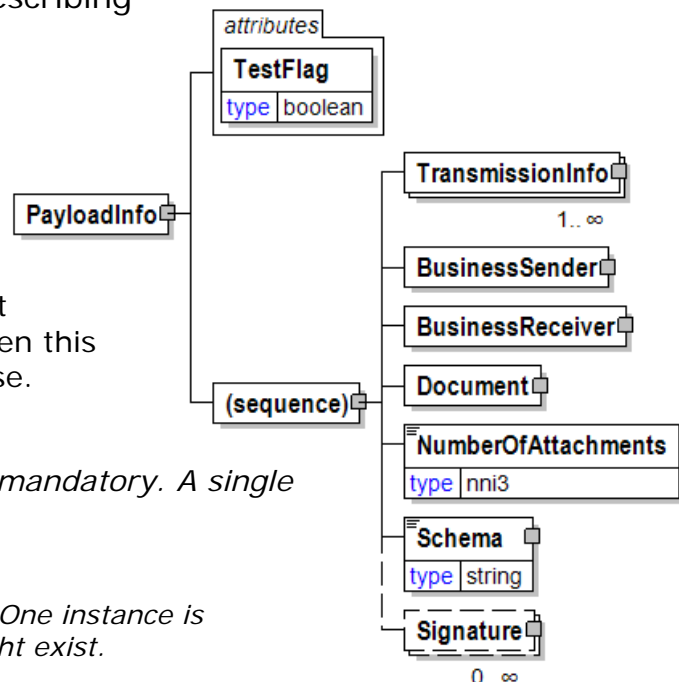 escribing
attributes
TestFlag
type boolean
PayloadInfo
TransmissionInfo
1.. ∞
BusinessSender
BusinessReceiver
Document
(sequence)
NumberOfAttachments
type nni3
Schema
type string
Signature
0.. ∞
t
en this
se.
mandatory. A single
One instance is
ht exist.